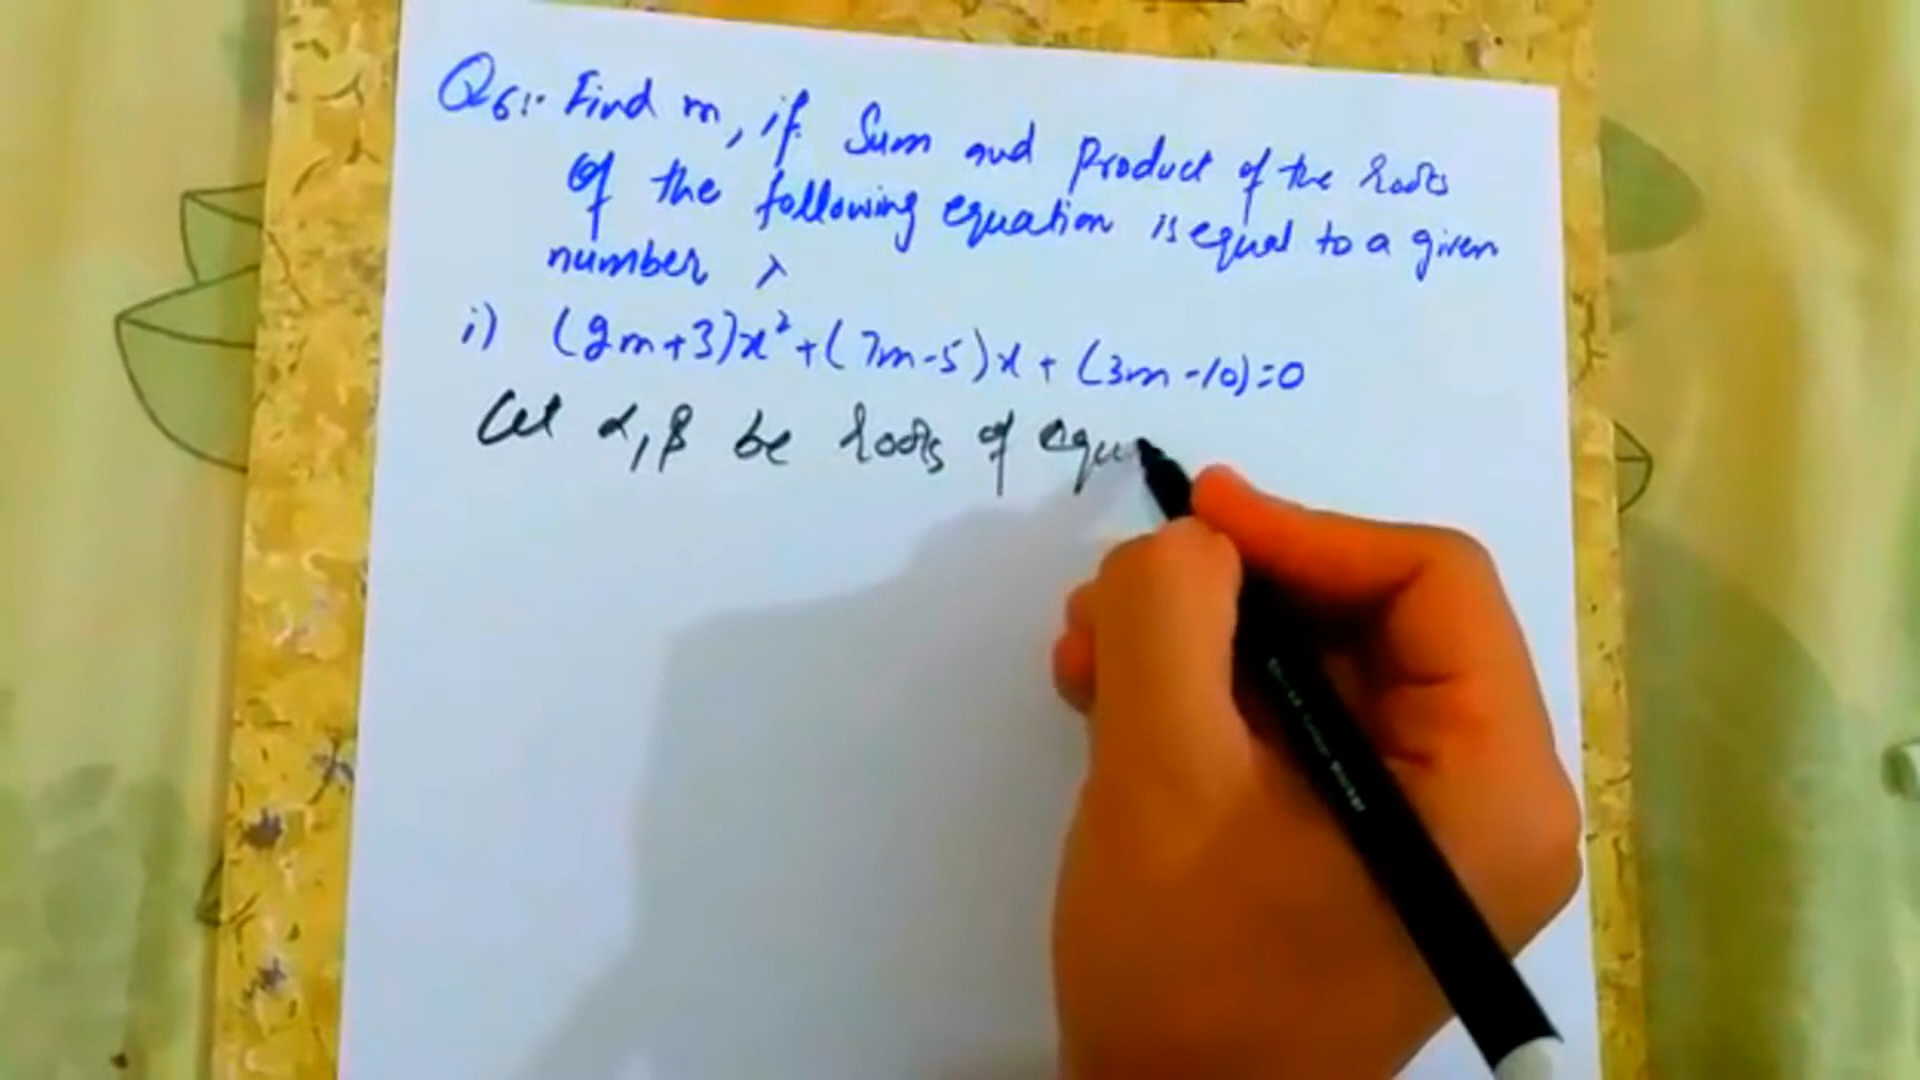 Q6:- Find m, if Sum and Product of the roots
of the following equation is equal to a given
number λ
i) (2m+3)x²+(7m-5)x+(3m-10)=0
Let α,β be roots of equ